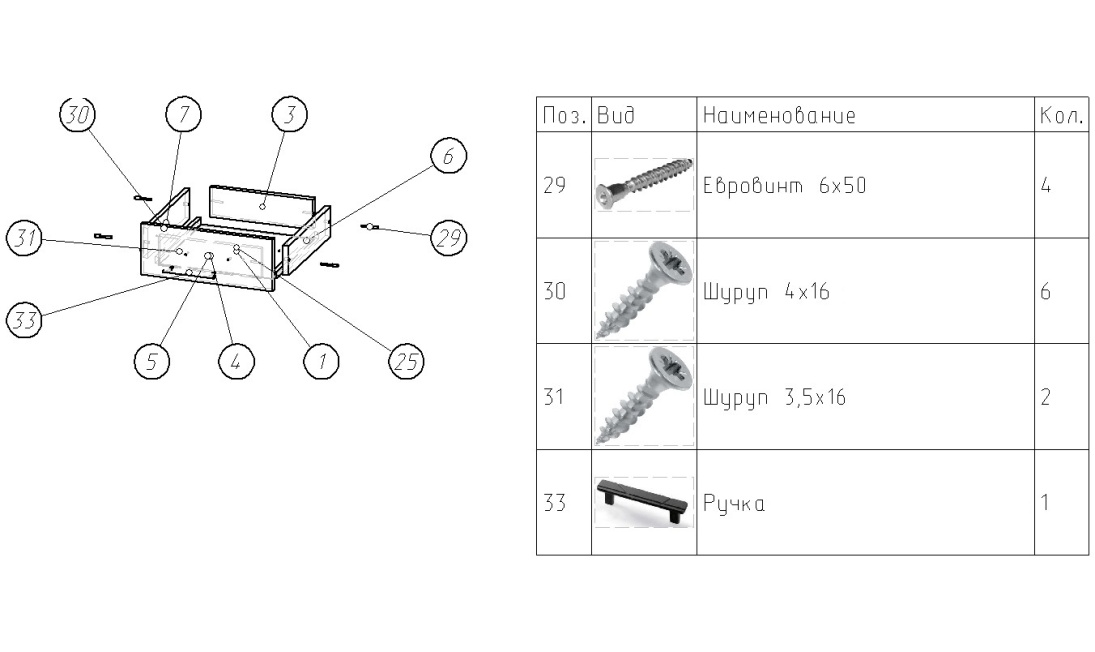 30 7 3
6
31 29
33
5 4 1 25
Поз. Вид Наименование Кол.
29 Евровинт 6х50 4
30 Шуруп 4х16 6
31 Шуруп 3,5х16 2
33 Ручка 1